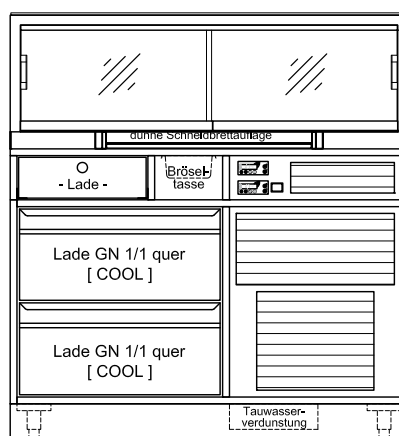 dünne Schneidbrettauflage
- Lade -
Brösel-
tasse
Lade GN 1/1 quer
[ COOL ]
Lade GN 1/1 quer
[ COOL ]
Tauwasser-
verdunstung